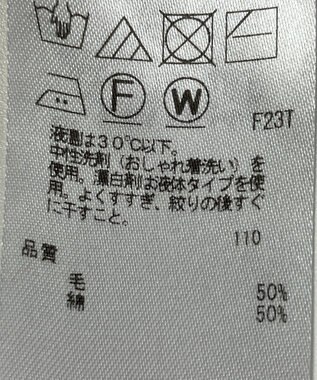 F
W
F23T
液温は30℃以下。
中性洗剤（おしゃれ着洗い）を
使用。漂白剤は液体タイプを使
用。よくすすぎ、絞りの後すぐ
に干すこと。
110
品質
毛 50%
綿 50%